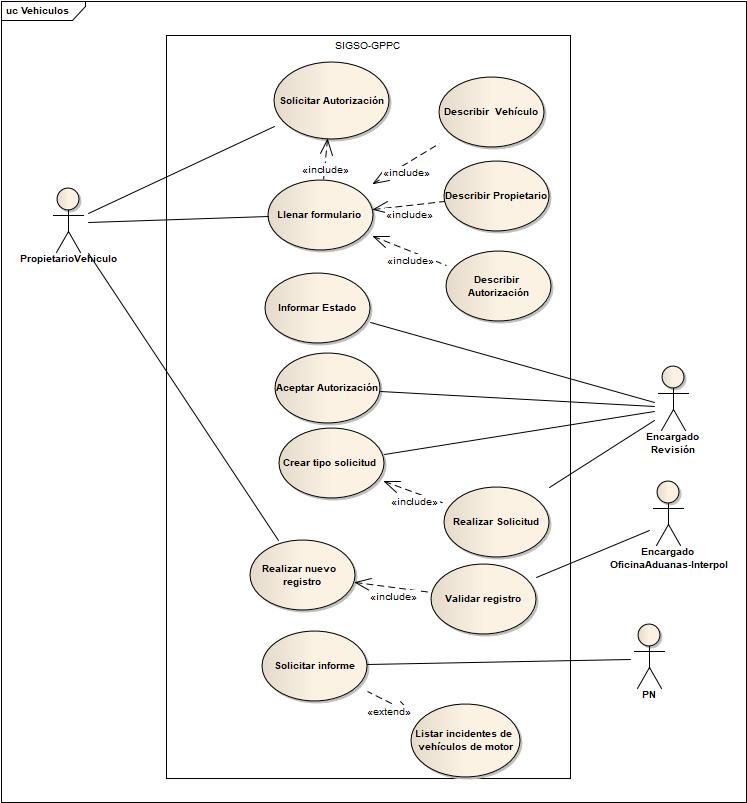 uc Vehiculos
SIGSO-GPPC
Solicitar Autorización
Describir Vehículo
«include»
«include»
Describir Propietario
Llenar formulario
«include»
PropietarioVehiculo
«include»
Describir
Autorización
Informar Estado
Aceptar Autorización
Encargado
Revisión
Crear tipo solicitud
«include»
Realizar Solicitud
Encargado
OficinaAduanas-Interpol
Realizar nuevo
registro
«include»
Validar registro
Solicitar informe
PN
«extend»
Listar incidentes de
vehículos de motor